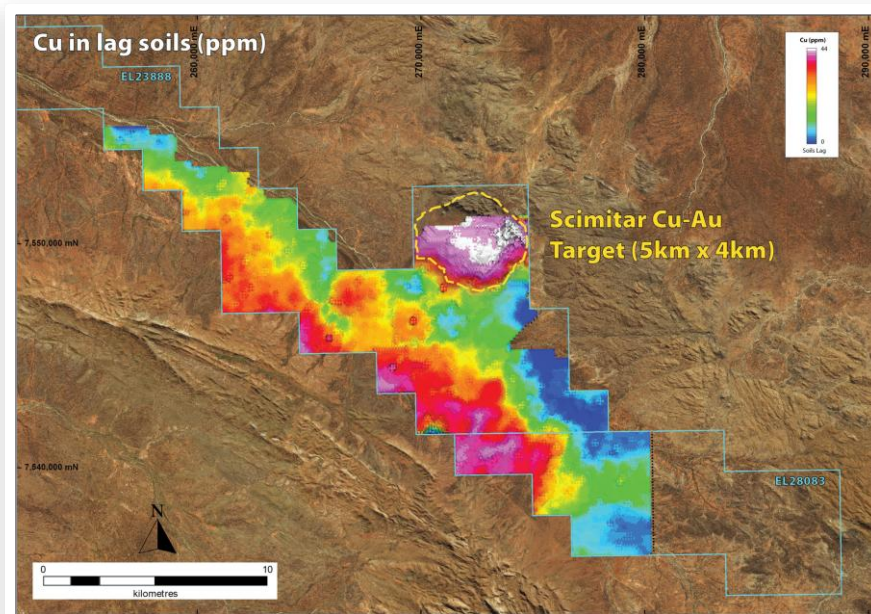 Cu in lag soils (ppm)
260,000 mE
270,000 mE
280,000 mE
290,000 mE
EL23888
Cu (ppm)
44
0
Soils Lag
Scimitar Cu-Au
Target (5km x 4km)
7,550,000 mN
7,540,000 mN
EL28083
N
0
10
kilometres